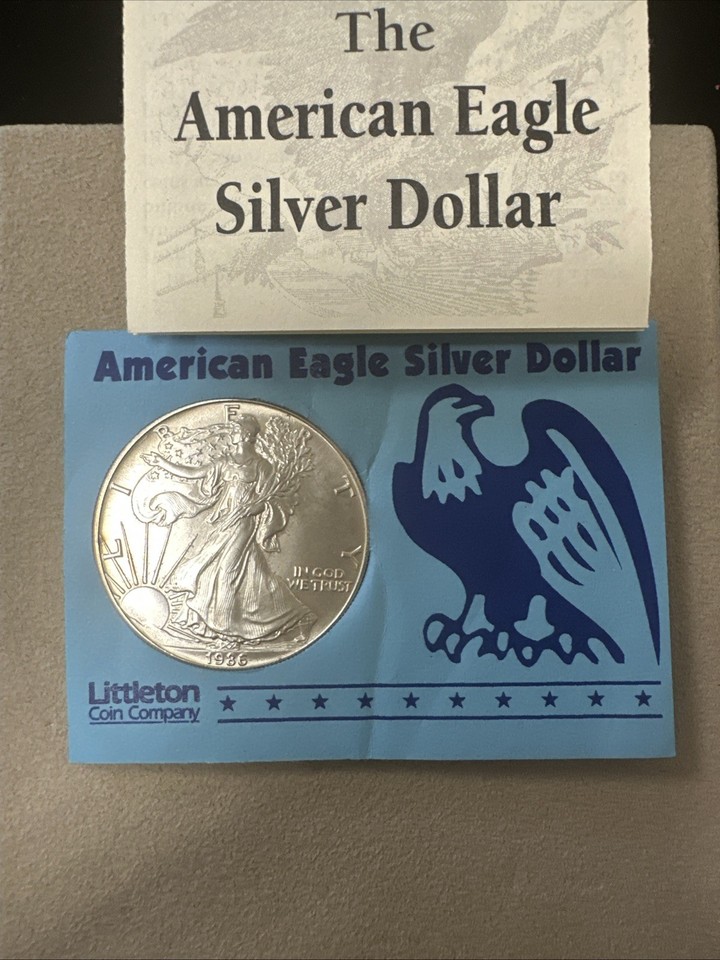 The
American Eagle
Silver Dollar
American Eagle Silver Dollar
LIBERTY
IN GOD
WE TRUST
1986
Littleton
Coin Company